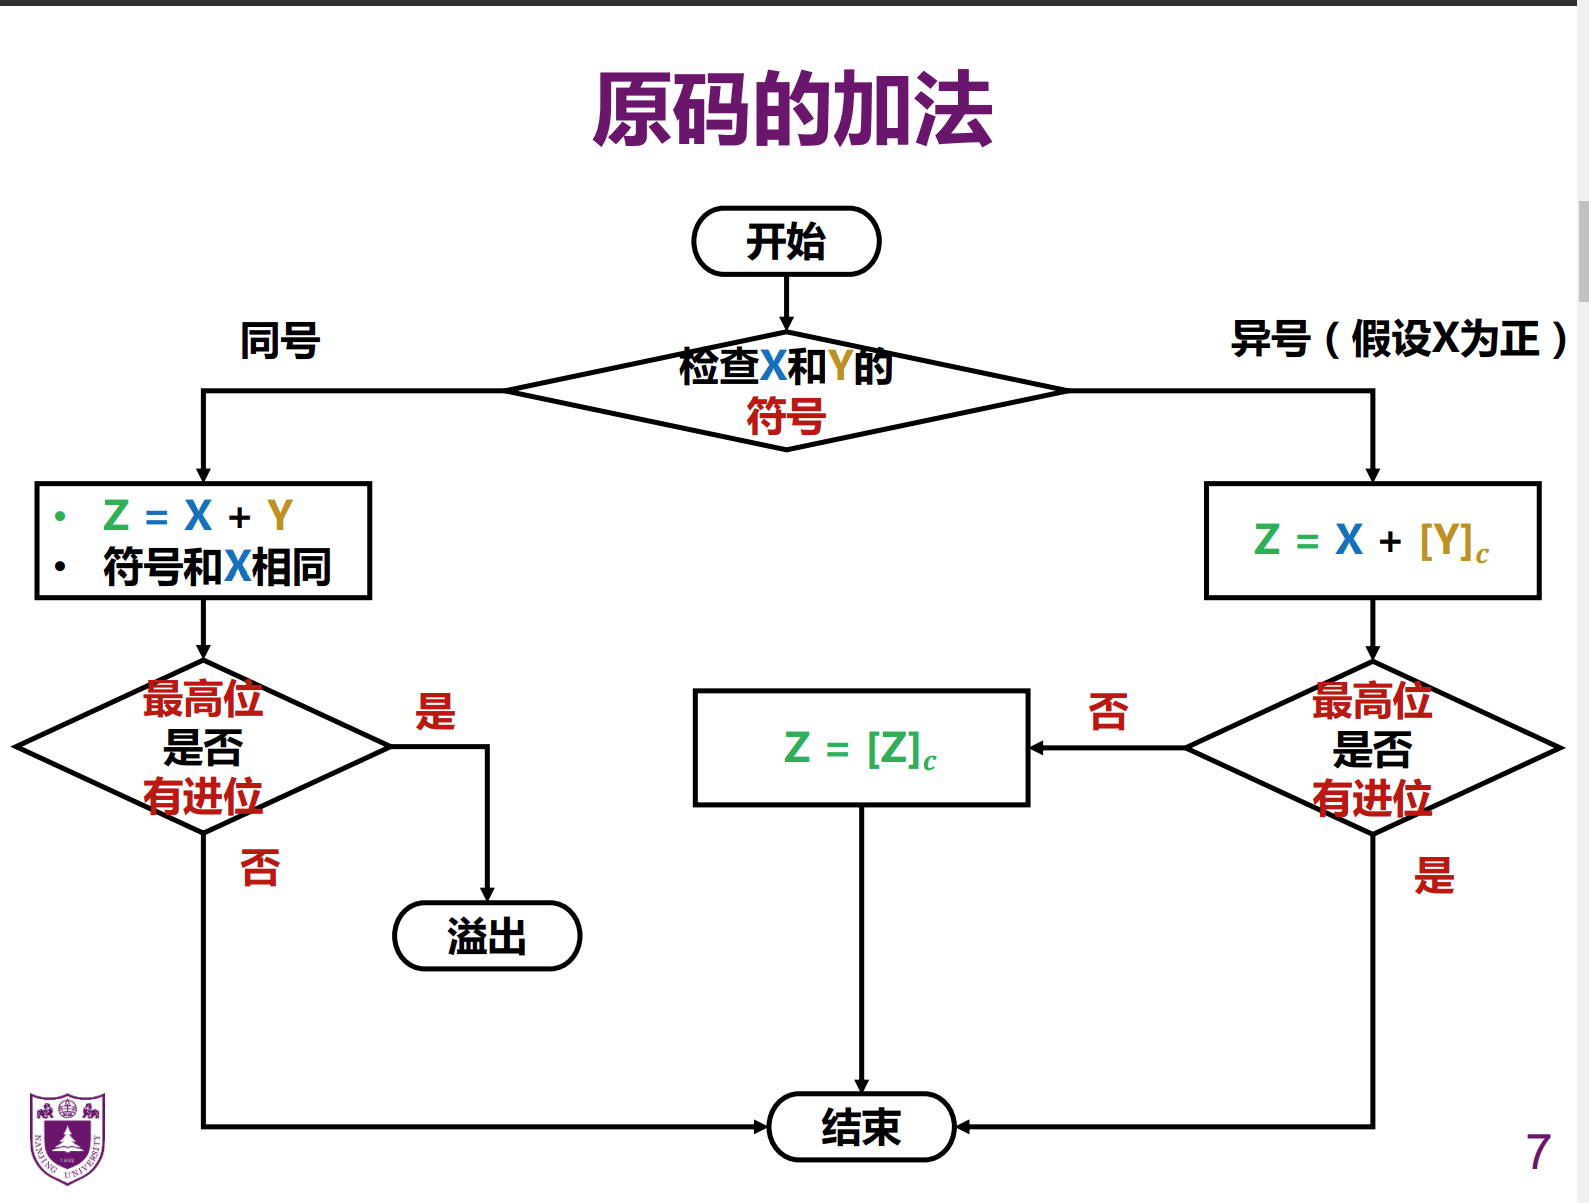 原码的加法
开始
同号
异号（假设X为正）
检查X和Y的
符号
• Z = X + Y
• 符号和X相同
Z = X + [Y]c
最高位
是否
有进位
是
否
Z = [Z]c
否
最高位
是否
有进位
是
溢出
结束
NANJING UNIVERSITY
1902
7